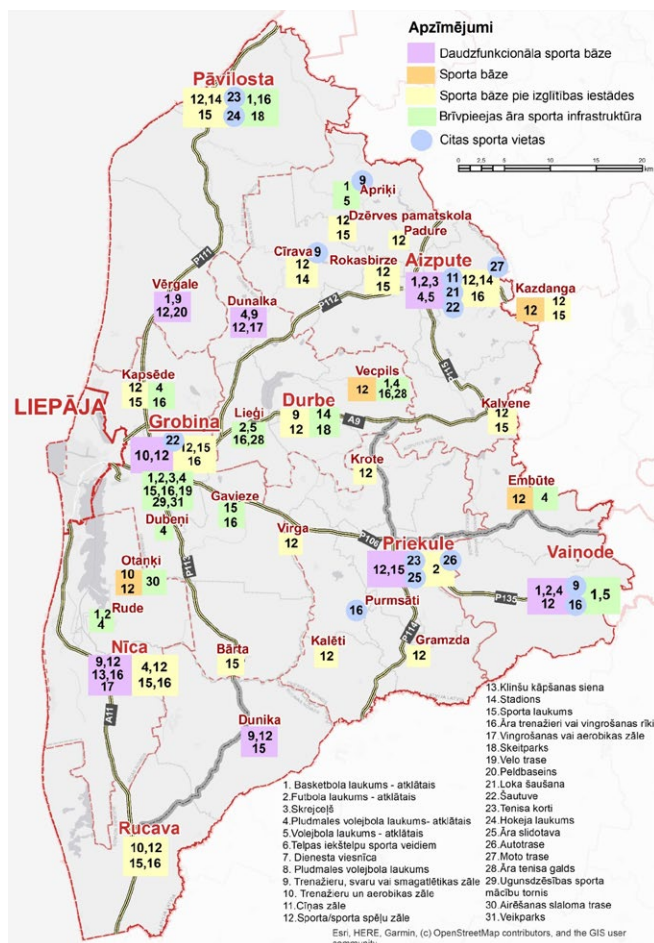 Apzīmējumi
Daudzfunkcionāla sporta bāze
Sporta bāze
Sporta bāze pie izglītības iestādes
Brīvpieejas āra sporta infrastruktūra
Citas sporta vietas
0 2,5 5 10 15 20
km
Pāvilosta
12,14 23 1,16
15 24 18
9
1 Apriķi
5
Dzērves pamatskola
12
15
Padure
12
P111
Cīrava 9
12
14
Rokasbirze
12
15
Aizpute
27
1,2,3 11 12,14
4,5 21 16
22
Kazdanga
12 12
15
Vērgale
1,9
12,20
Dunalka
4,9
12,17
P112
P115
Kapsēde
12 4
15 16
Vecpils
12 1,4
16,28
LIEPĀJA
Grobiņa
22
10,12 12,15
16
Lieģi
2,5
16,28
Durbe
9 14
12 18
A9
Kalvene
12
15
Krote
12
1,2,3,4
15,16,19
29,31
Dubeņi
4
Gavieze
15
16
Embūte
12 4
Virga
12
P106
P113
Priekule
12,15 23 2 26
25
Vaiņode
1,2,4 9 1,5
12 16
P135
Otaņķi
10 30
12
Rude
1,2
4
16 Purmsāti
P114
Nīca
9,12 4,12
13,16 15,16
17
Bārta
15
Kalēti
12
Gramzda
12
A11
Dunika
9,12
15
Rucava
10,12
15,16
1. Basketbola laukums - atklātais
2.Futbola laukums - atklātais
3.Skrejceļš
4.Pludmales volejbola laukums- atklātais
5.Volejbola laukums - atklātais
6.Telpas iekštelpu sporta veidiem
7. Dienesta viesnīca
8. Pludmales volejbola laukums
9. Trenažieru, svaru vai smagatlētikas zāle
10. Trenažieru un aerobikas zāle
11.Cīņas zāle
12.Sporta/sporta spēļu zāle
13.Klinšu kāpšanas siena
14.Stadions
15.Sporta laukums
16.Āra trenažieri vai vingrošanas rīki
17 Vingrošanas vai aerobikas zāle
18.Skeitparks
19.Velo trase
20.Peldbaseins
21.Loka šaušana
22.Šautuve
23.Tenisa korti
24.Hokeja laukums
25.Āra slidotava
26.Autotrase
27.Moto trase
28.Āra tenisa galds
29.Ugunsdzēsības sporta
mācību tornis
30.Airēšanas slaloma trase
31.Veikparks
Esri, HERE, Garmin, (c) OpenStreetMap contributors, and the GIS user
community